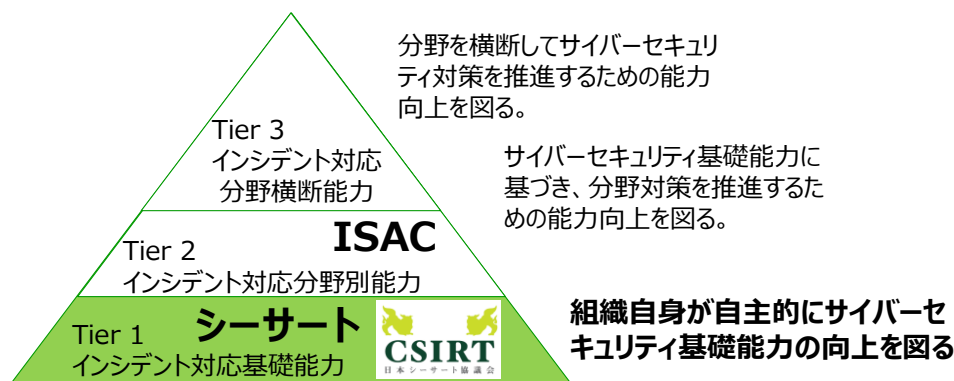 分野を横断してサイバーセキュリ
ティ対策を推進するための能力
向上を図る。
Tier 3
インシデント対応
分野横断能力
サイバーセキュリティ基礎能力に
基づき、分野対策を推進するた
めの能力向上を図る。
ISAC
Tier 2
インシデント対応分野別能力
組織自身が自主的にサイバーセ
キュリティ基礎能力の向上を図る
シーサート
Tier 1
インシデント対応基礎能力
CSIRT
日本シーサート協議会